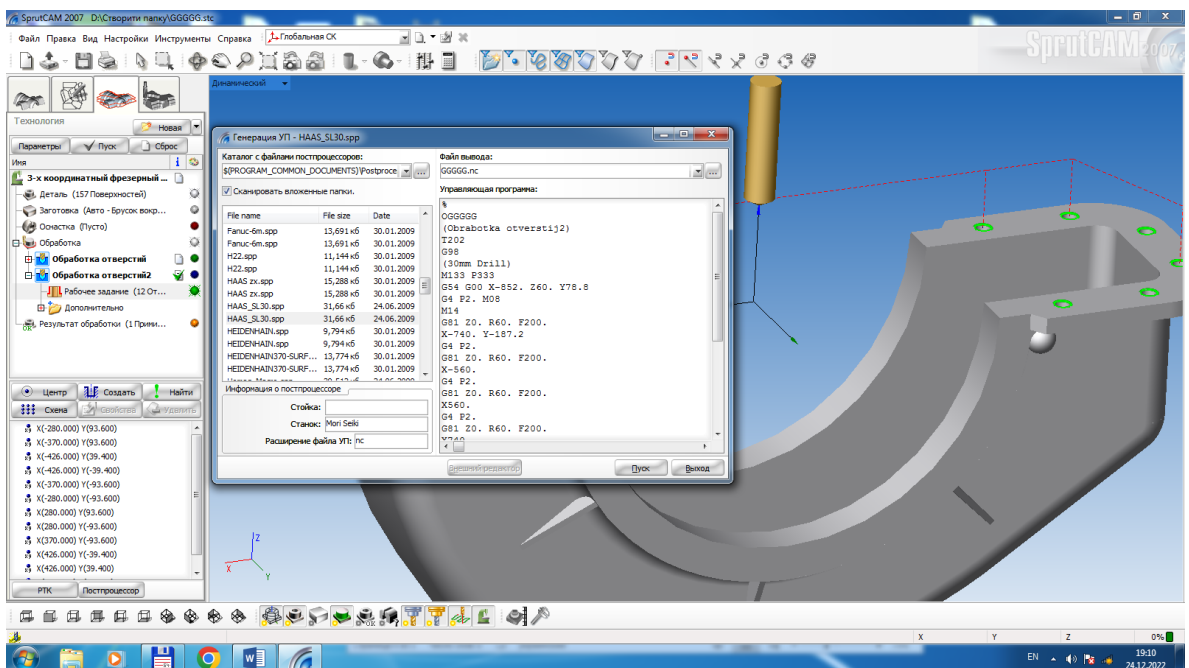 SprutCAM 2007 D:\Створити папку\GGGGG.stc
Файл Правка Вид Настройки Инструменты Справка Глобальная СК
SprutCAM 2007
Динамический
Технология
Новая
Параметры Пуск Сброс
Имя
3-х координатный фрезерный ...
Деталь (157 Поверхностей)
Заготовка (Авто - Брусок вокр...
Оснастка (Пусто)
Обработка
Обработка отверстий
Обработка отверстий2
Рабочее задание (12 От...
Дополнительно
Результат обработки (1 Прими...
Центр Создать Найти
Схема Свойства Удалить
X(-280.000) Y(93.600)
X(-370.000) Y(93.600)
X(-426.000) Y(39.400)
X(-426.000) Y(-39.400)
X(-370.000) Y(-93.600)
X(-280.000) Y(-93.600)
X(280.000) Y(93.600)
X(280.000) Y(-93.600)
X(370.000) Y(-93.600)
X(426.000) Y(-39.400)
X(426.000) Y(39.400)
РТК Постпроцессор
Генерация УП - HAAS_SL30.spp
Каталог с файлами постпроцессоров:
$(PROGRAM_COMMON_DOCUMENTS)\Postproce ...
Сканировать вложенные папки.
File name File size Date
Fanuc-6m.spp 13,691 кб 30.01.2009
Fanuc-6m.spp 13,691 кб 30.01.2009
H22.spp 11,144 кб 30.01.2009
H22.spp 11,144 кб 30.01.2009
HAAS zx.spp 15,288 кб 30.01.2009
HAAS zx.spp 15,288 кб 30.01.2009
HAAS_SL30.spp 31,66 кб 24.06.2009
HAAS_SL30.spp 31,66 кб 24.06.2009
HEIDENHAIN.spp 9,794 кб 30.01.2009
HEIDENHAIN.spp 9,794 кб 30.01.2009
HEIDENHAIN370-SURF... 13,774 кб 30.01.2009
HEIDENHAIN370-SURF... 13,774 кб 30.01.2009
Информация о постпроцессоре
Стойка:
Станок: Mori Seiki
Расширение файла УП: nc
Файл вывода:
GGGGG.nc ...
Управляющая програма:
%
OGGGGG
(Obrabotka otverstij2)
T202
G98
(30mm Drill)
M133 P333
G54 G00 X-852. Z60. Y78.8
G4 P2. M08
M14
G81 Z0. R60. F200.
X-740. Y-187.2
G4 P2.
G81 Z0. R60. F200.
X-560.
G4 P2.
G81 Z0. R60. F200.
X560.
G4 P2.
G81 Z0. R60. F200.
X740.
Внешний редактор Пуск Выход
Z
X
Y
X Y Z 0%
EN 19:10
24.12.2022